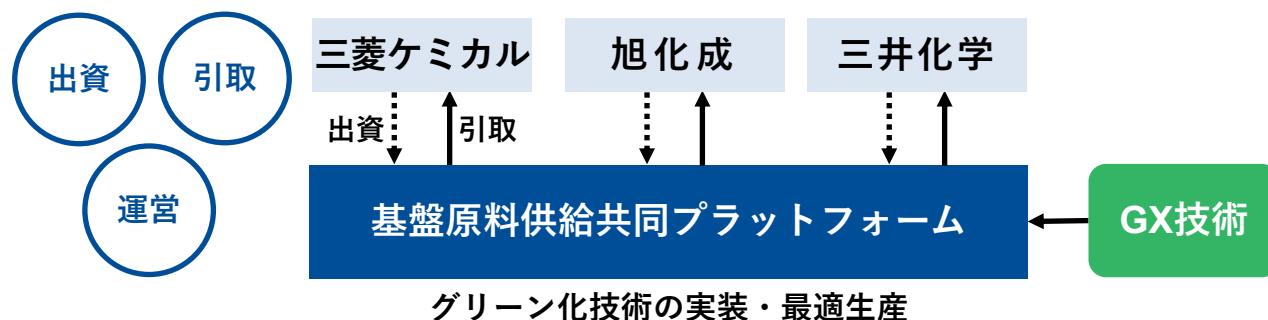 出資
引取
運営
三菱ケミカル
旭化成
三井化学
出資
引取
基盤原料供給共同プラットフォーム
GX技術
グリーン化技術の実装・最適生産